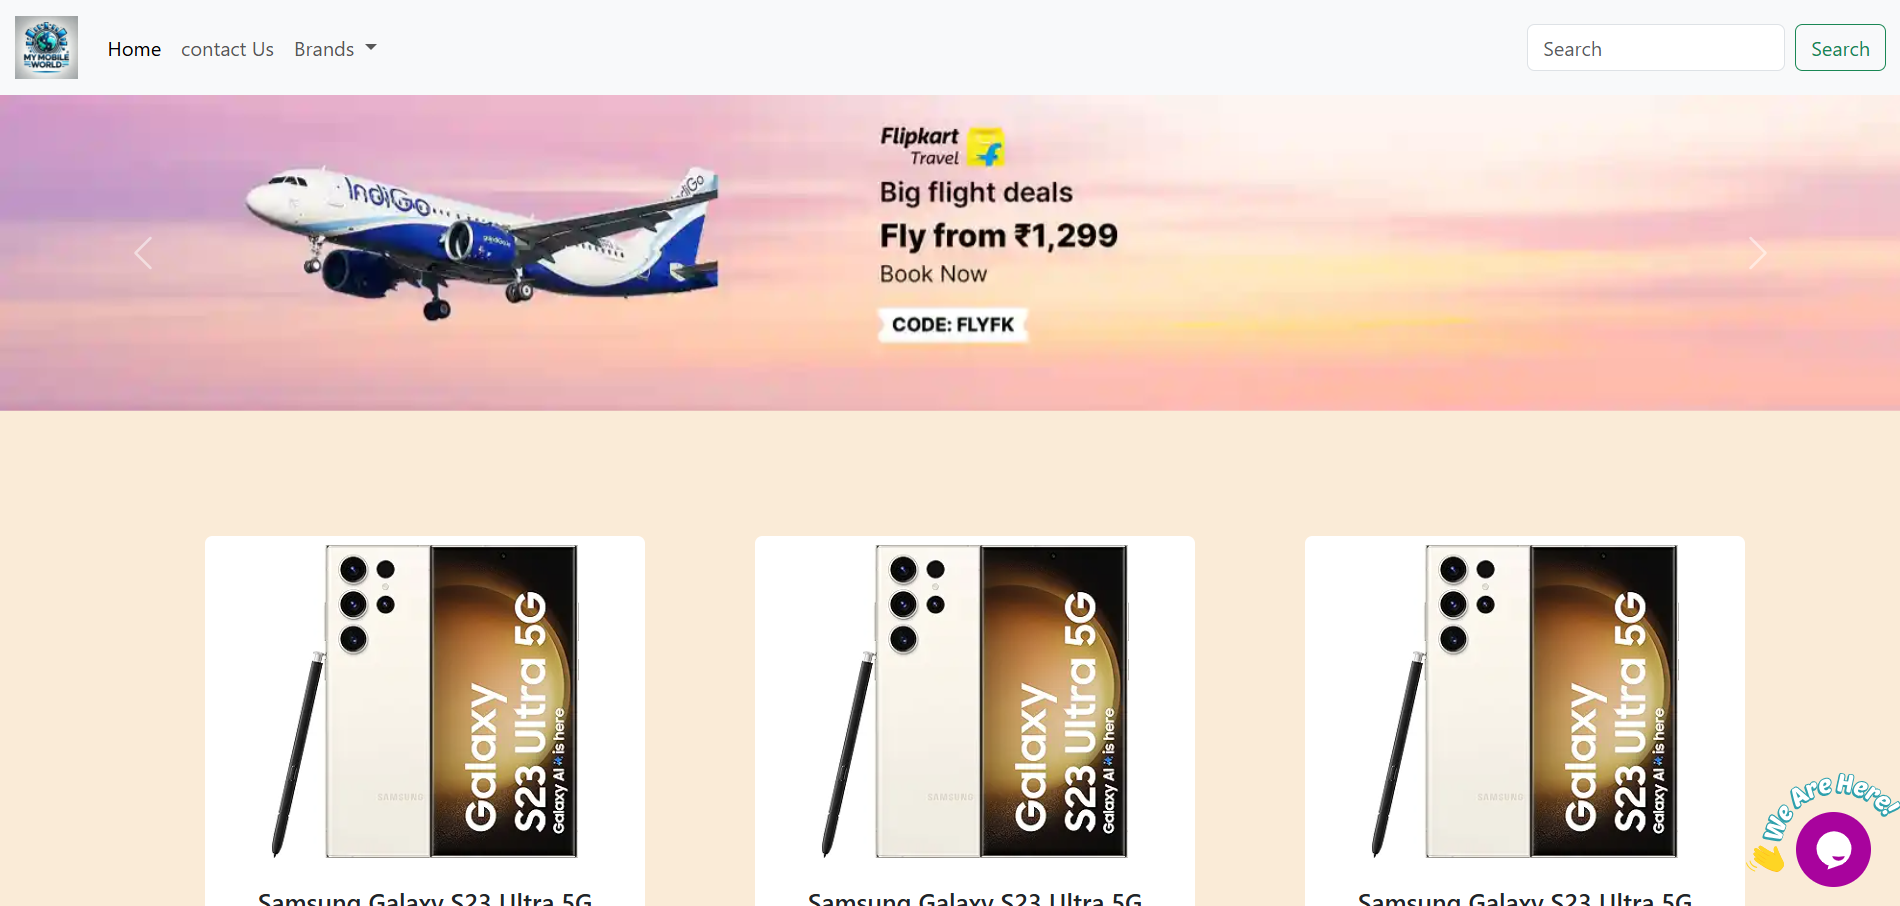 MY MOBILE
WORLD
Home
contact Us
Brands
Search
Search
Flipkart
Travel
Big flight deals
Fly from ₹1,299
Book Now
CODE: FLYFK
IndiGo
IndiGo
Galaxy
S23 Ultra 5G
Galaxy AI is here
SAMSUNG
Samsung Galaxy S23 Ultra 5G
Galaxy
S23 Ultra 5G
Galaxy AI is here
SAMSUNG
Samsung Galaxy S23 Ultra 5G
Galaxy
S23 Ultra 5G
Galaxy AI is here
SAMSUNG
Samsung Galaxy S23 Ultra 5G
We Are Here!